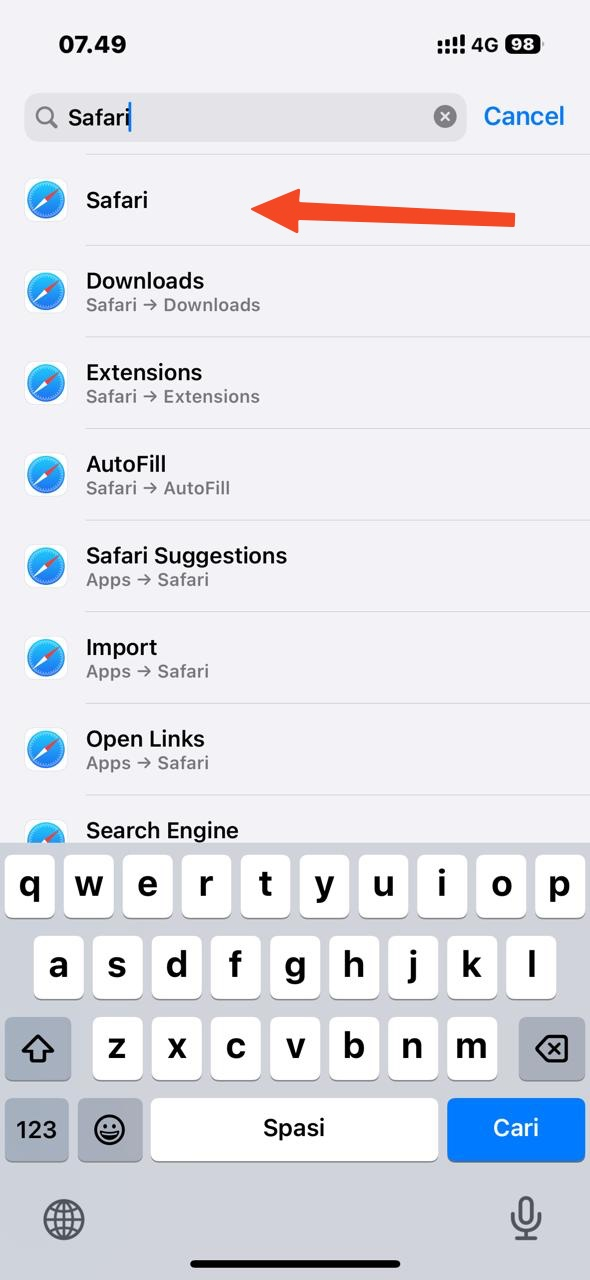 07.49
4G 98
Safari
Cancel
Safari
Downloads
Safari → Downloads
Extensions
Safari → Extensions
AutoFill
Safari → AutoFill
Safari Suggestions
Apps → Safari
Import
Apps → Safari
Open Links
Apps → Safari
Search Engine
q w e r t y u i o p
a s d f g h j k l
z x c v b n m
123 Spasi Cari